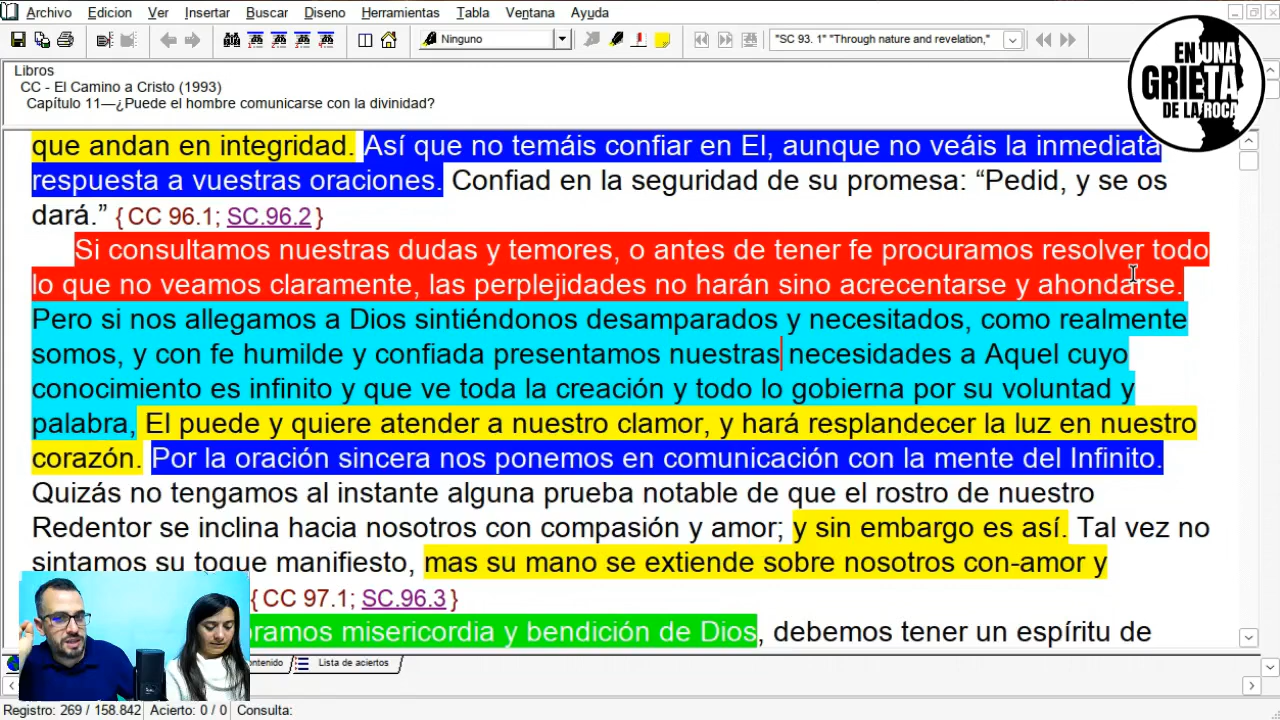 Archivo Edicion Ver Insertar Buscar Diseno Herramientas Tabla Ventana Ayuda
Ninguno "SC 93. 1" "Through nature and revelation,"
EN UNA
GRIETA
DE LA ROCA
Libros
CC - El Camino a Cristo (1993)
Capítulo 11—¿Puede el hombre comunicarse con la divinidad?
que andan en integridad. Así que no temáis confiar en El, aunque no veáis la inmediata
respuesta a vuestras oraciones. Confiad en la seguridad de su promesa: “Pedid, y se os
dará.” {CC 96.1; SC.96.2}
Si consultamos nuestras dudas y temores, o antes de tener fe procuramos resolver todo
lo que no veamos claramente, las perplejidades no harán sino acrecentarse y ahondarse.
Pero si nos allegamos a Dios sintiéndonos desamparados y necesitados, como realmente
somos, y con fe humilde y confiada presentamos nuestras necesidades a Aquel cuyo
conocimiento es infinito y que ve toda la creación y todo lo gobierna por su voluntad y
palabra, El puede y quiere atender a nuestro clamor, y hará resplandecer la luz en nuestro
corazón. Por la oración sincera nos ponemos en comunicación con la mente del Infinito.
Quizás no tengamos al instante alguna prueba notable de que el rostro de nuestro
Redentor se inclina hacia nosotros con compasión y amor; y sin embargo es así. Tal vez no
sintamos su toque manifiesto, mas su mano se extiende sobre nosotros con-amor y
{CC 97.1; SC.96.3}
oramos misericordia y bendición de Dios, debemos tener un espíritu de
ontenido Lista de aciertos
Registro: 269 / 158.842 Acierto: 0 / 0 Consulta: